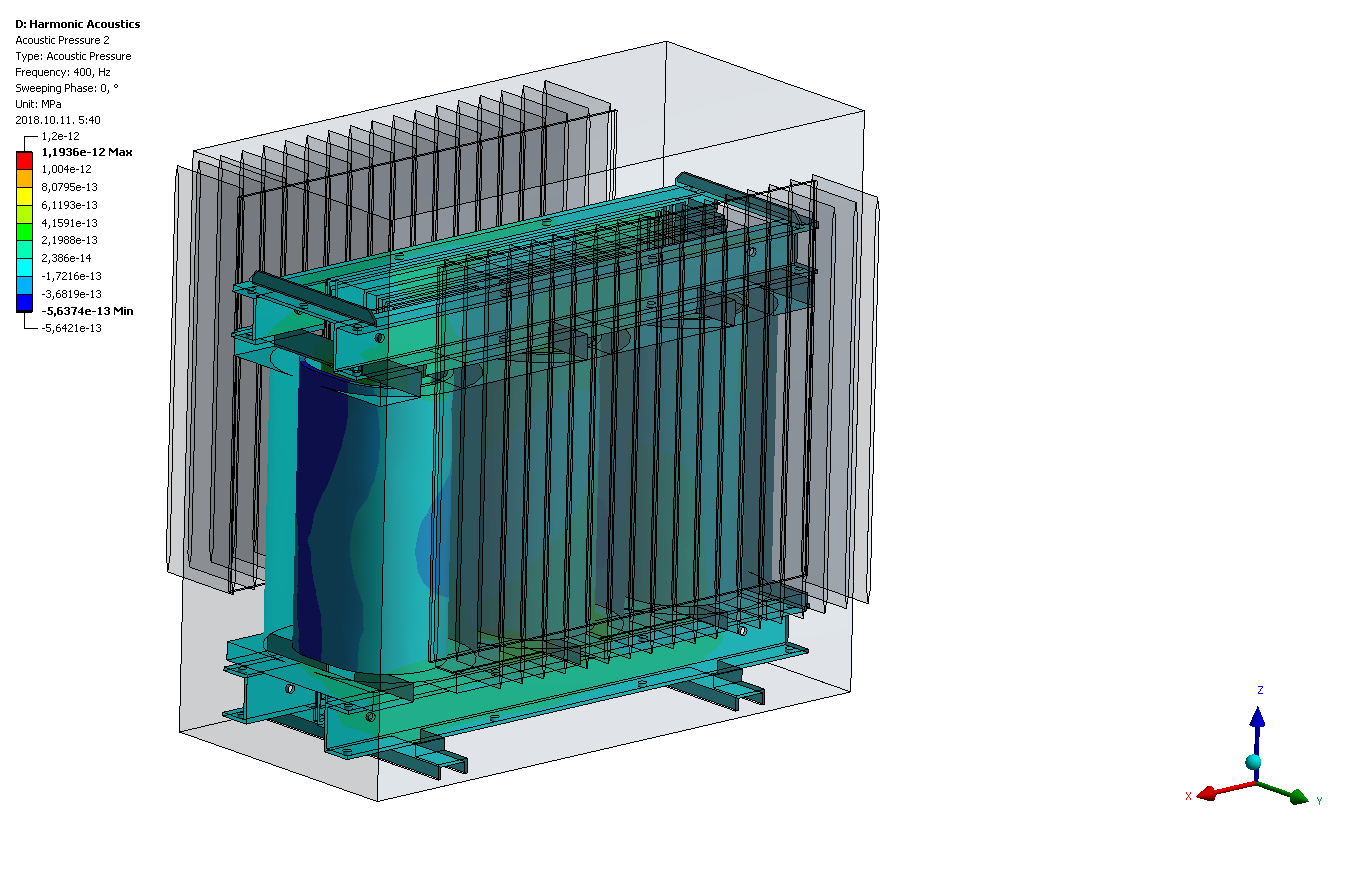 D: Harmonic Acoustics
Acoustic Pressure 2
Type: Acoustic Pressure
Frequency: 400, Hz
Sweeping Phase: 0, °
Unit: MPa
2018.10.11. 5:40
1,2e-12
1,1936e-12 Max
1,004e-12
8,0795e-13
6,1193e-13
4,1591e-13
2,1988e-13
2,386e-14
-1,7216e-13
-3,6819e-13
-5,6374e-13 Min
-5,6421e-13
Z
X
Y